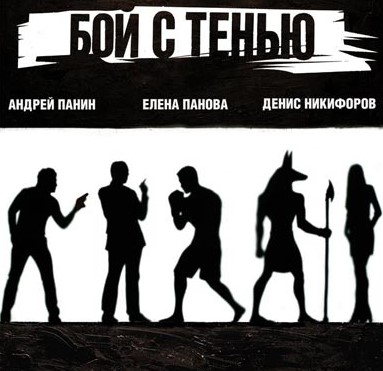 БОЙ С ТЕНЬЮ
АНДРЕЙ ПАНИН ЕЛЕНА ПАНОВА ДЕНИС НИКИФОРОВ